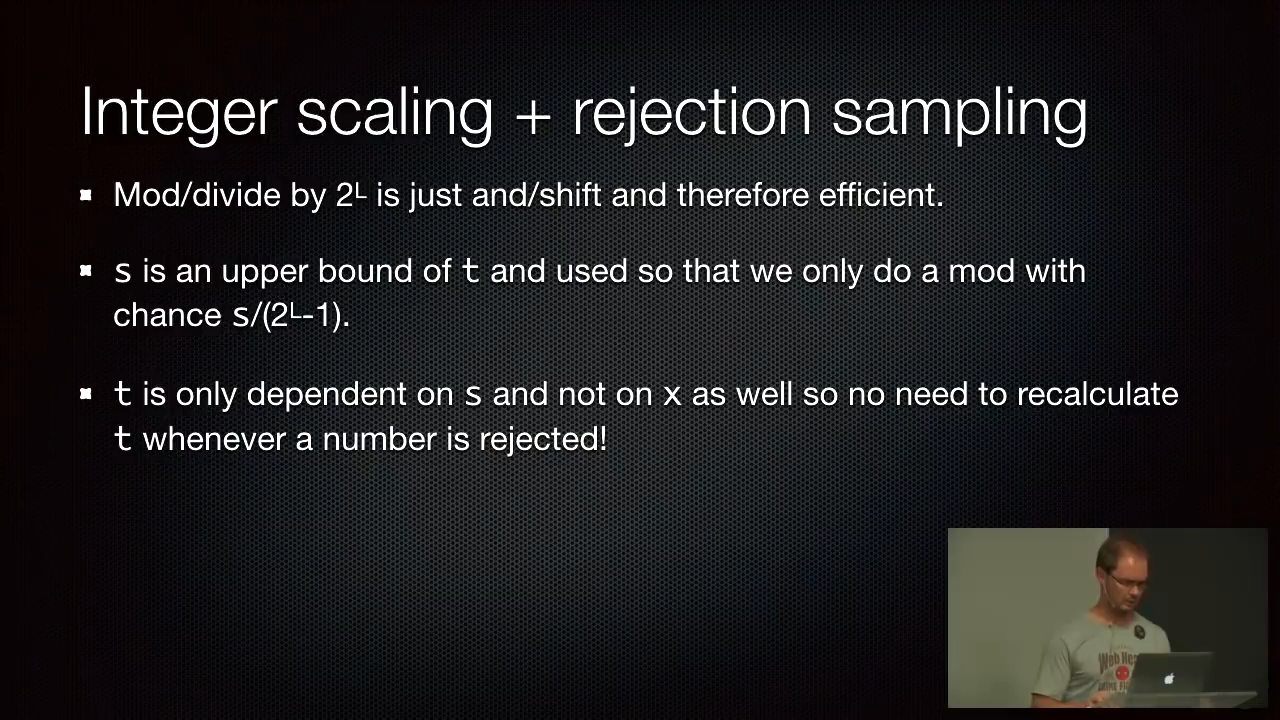 Integer scaling + rejection sampling
Mod/divide by 2ᴸ is just and/shift and therefore efficient.
s is an upper bound of t and used so that we only do a mod with
chance s/(2ᴸ-1).
t is only dependent on s and not on x as well so no need to recalculate
t whenever a number is rejected!